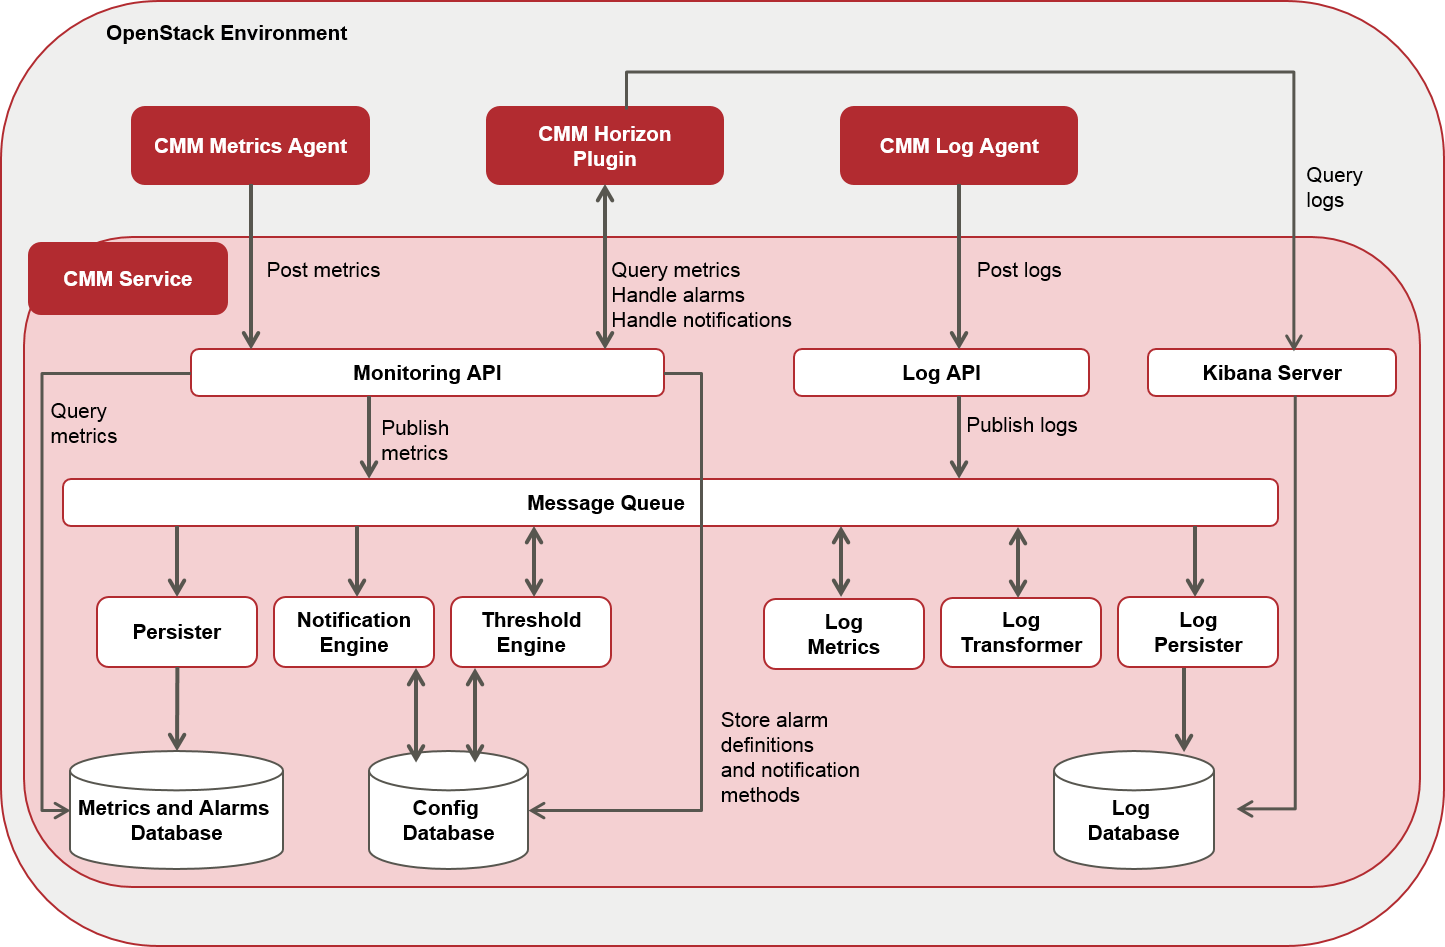 OpenStack Environment
CMM Metrics Agent
CMM Horizon
Plugin
CMM Log Agent
Query
logs
CMM Service
Post metrics
Query metrics
Handle alarms
Handle notifications
Post logs
Monitoring API
Log API
Kibana Server
Query
metrics
Publish
metrics
Publish logs
Message Queue
Persister
Notification
Engine
Threshold
Engine
Log
Metrics
Log
Transformer
Log
Persister
Store alarm
definitions
and notification
methods
Metrics and Alarms
Database
Config
Database
Log
Database